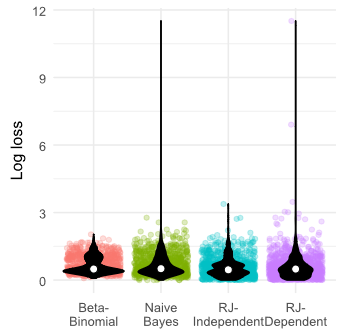 12
9
6
3
0
Log loss
Beta-
Binomial
Naive
Bayes
RJ-
Independent
RJ-
Dependent